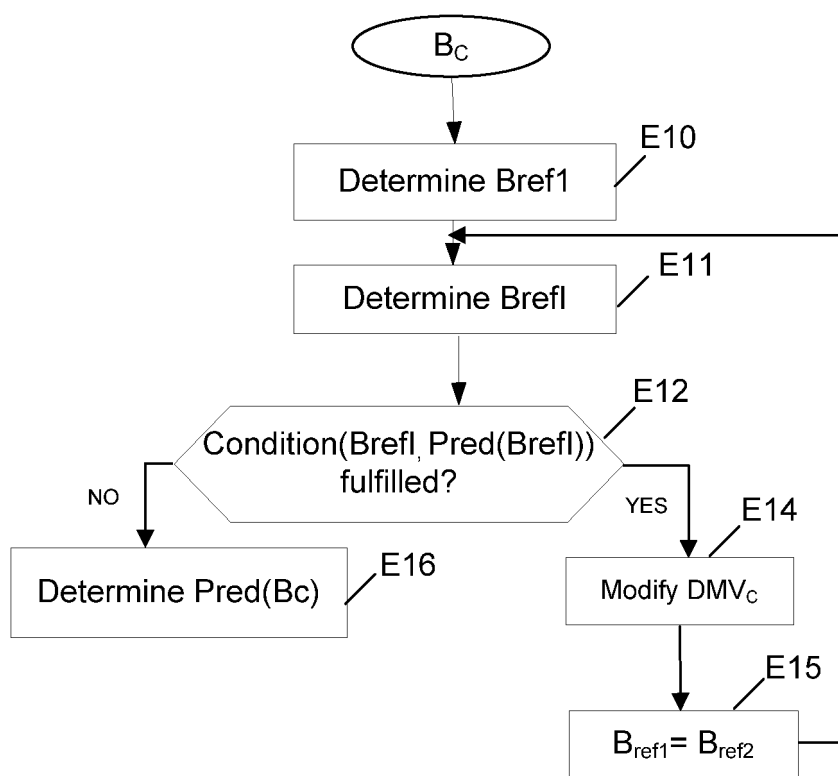 B_C
E10
Determine Bref1
E11
Determine BrefI
E12
Condition(BrefI, Pred(BrefI))
fulfilled?
NO
YES
E14
E16
Determine Pred(Bc)
Modify DMV_C
E15
B_ref1= B_ref2